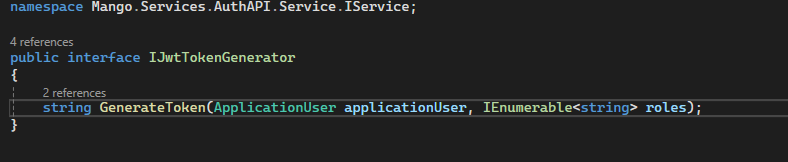 namespace Mango.Services.AuthAPI.Service.IService;
4 references
public interface IJwtTokenGenerator
{
2 references
string GenerateToken(ApplicationUser applicationUser, IEnumerable<string> roles);
}